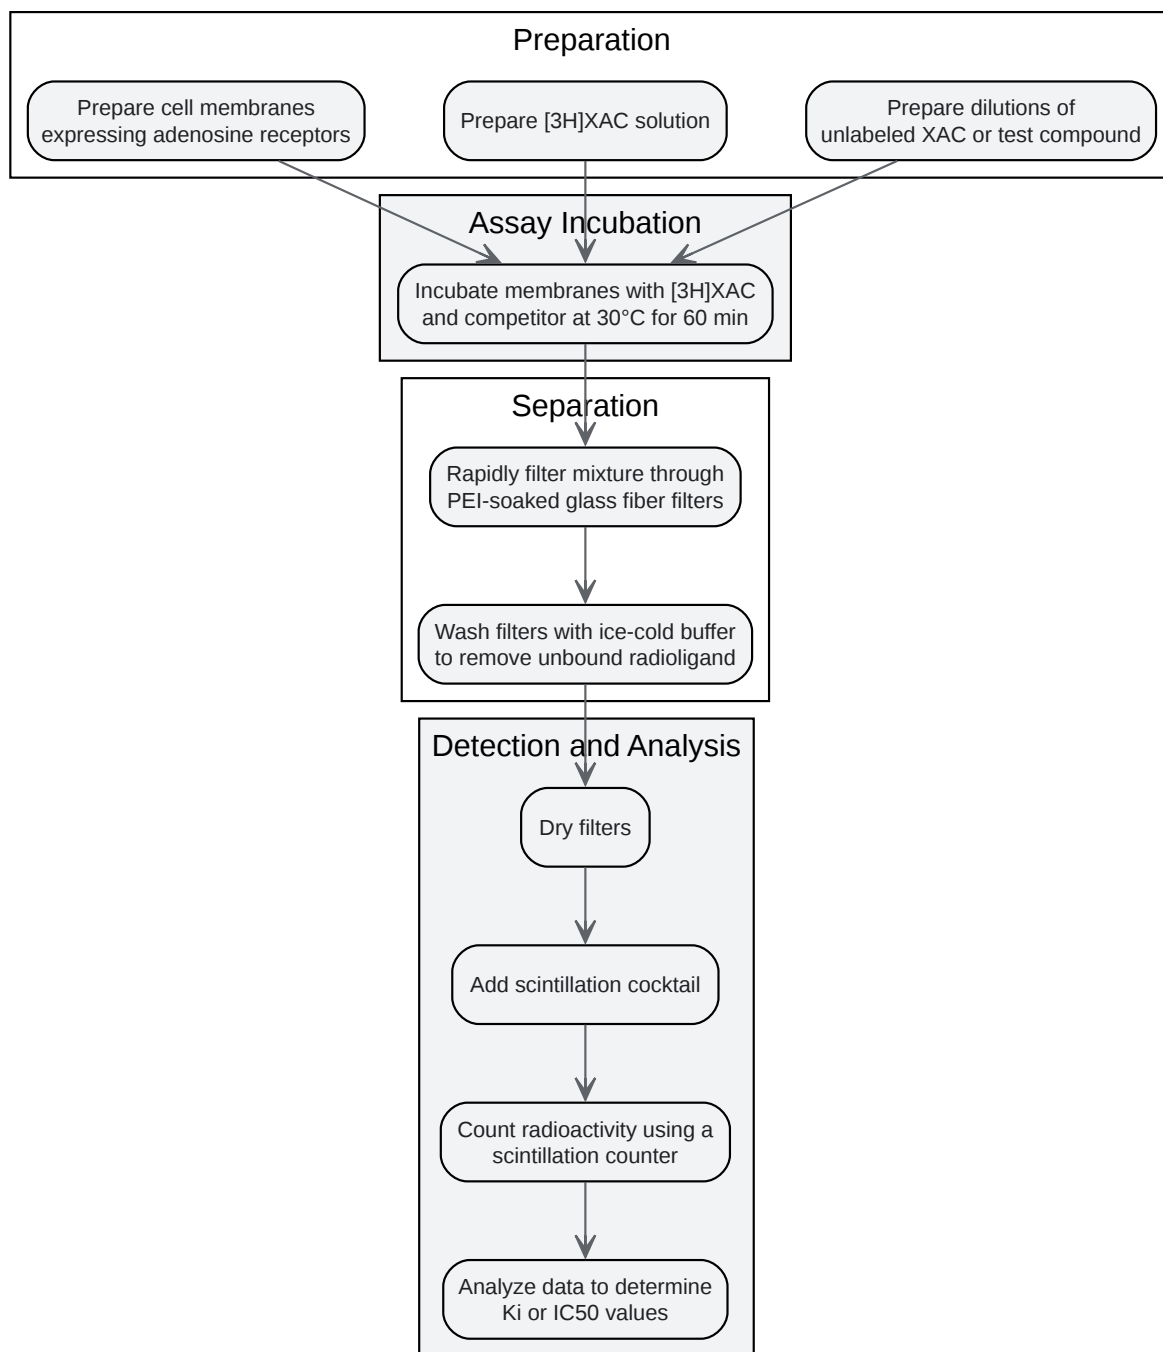 Preparation
Prepare cell membranes
expressing adenosine receptors
Prepare [3H]XAC solution
Prepare dilutions of
unlabeled XAC or test compound
Assay Incubation
Incubate membranes with [3H]XAC
and competitor at 30°C for 60 min
Separation
Rapidly filter mixture through
PEI-soaked glass fiber filters
Wash filters with ice-cold buffer
to remove unbound radioligand
Detection and Analysis
Dry filters
Add scintillation cocktail
Count radioactivity using a
scintillation counter
Analyze data to determine
Ki or IC50 values